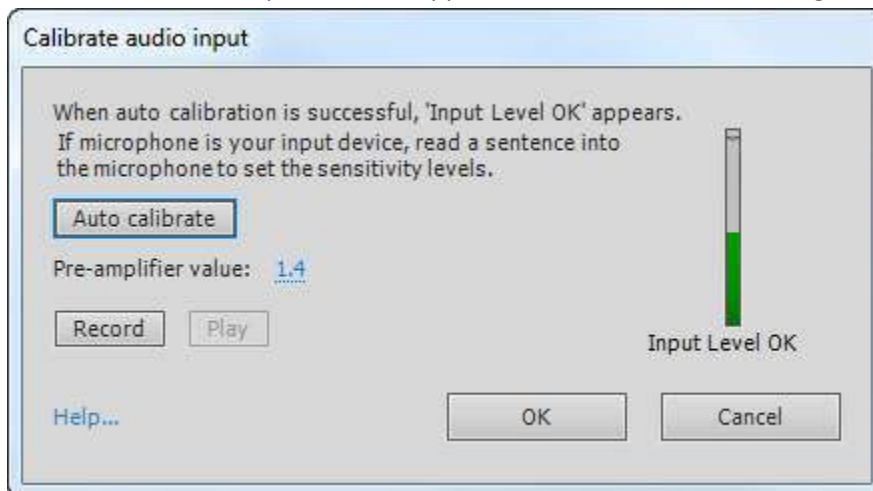 Calibrate audio input
When auto calibration is successful, 'Input Level OK' appears.
If microphone is your input device, read a sentence into
the microphone to set the sensitivity levels.
Auto calibrate
Pre-amplifier value: 1.4
Record Play
Input Level OK
Help... OK Cancel